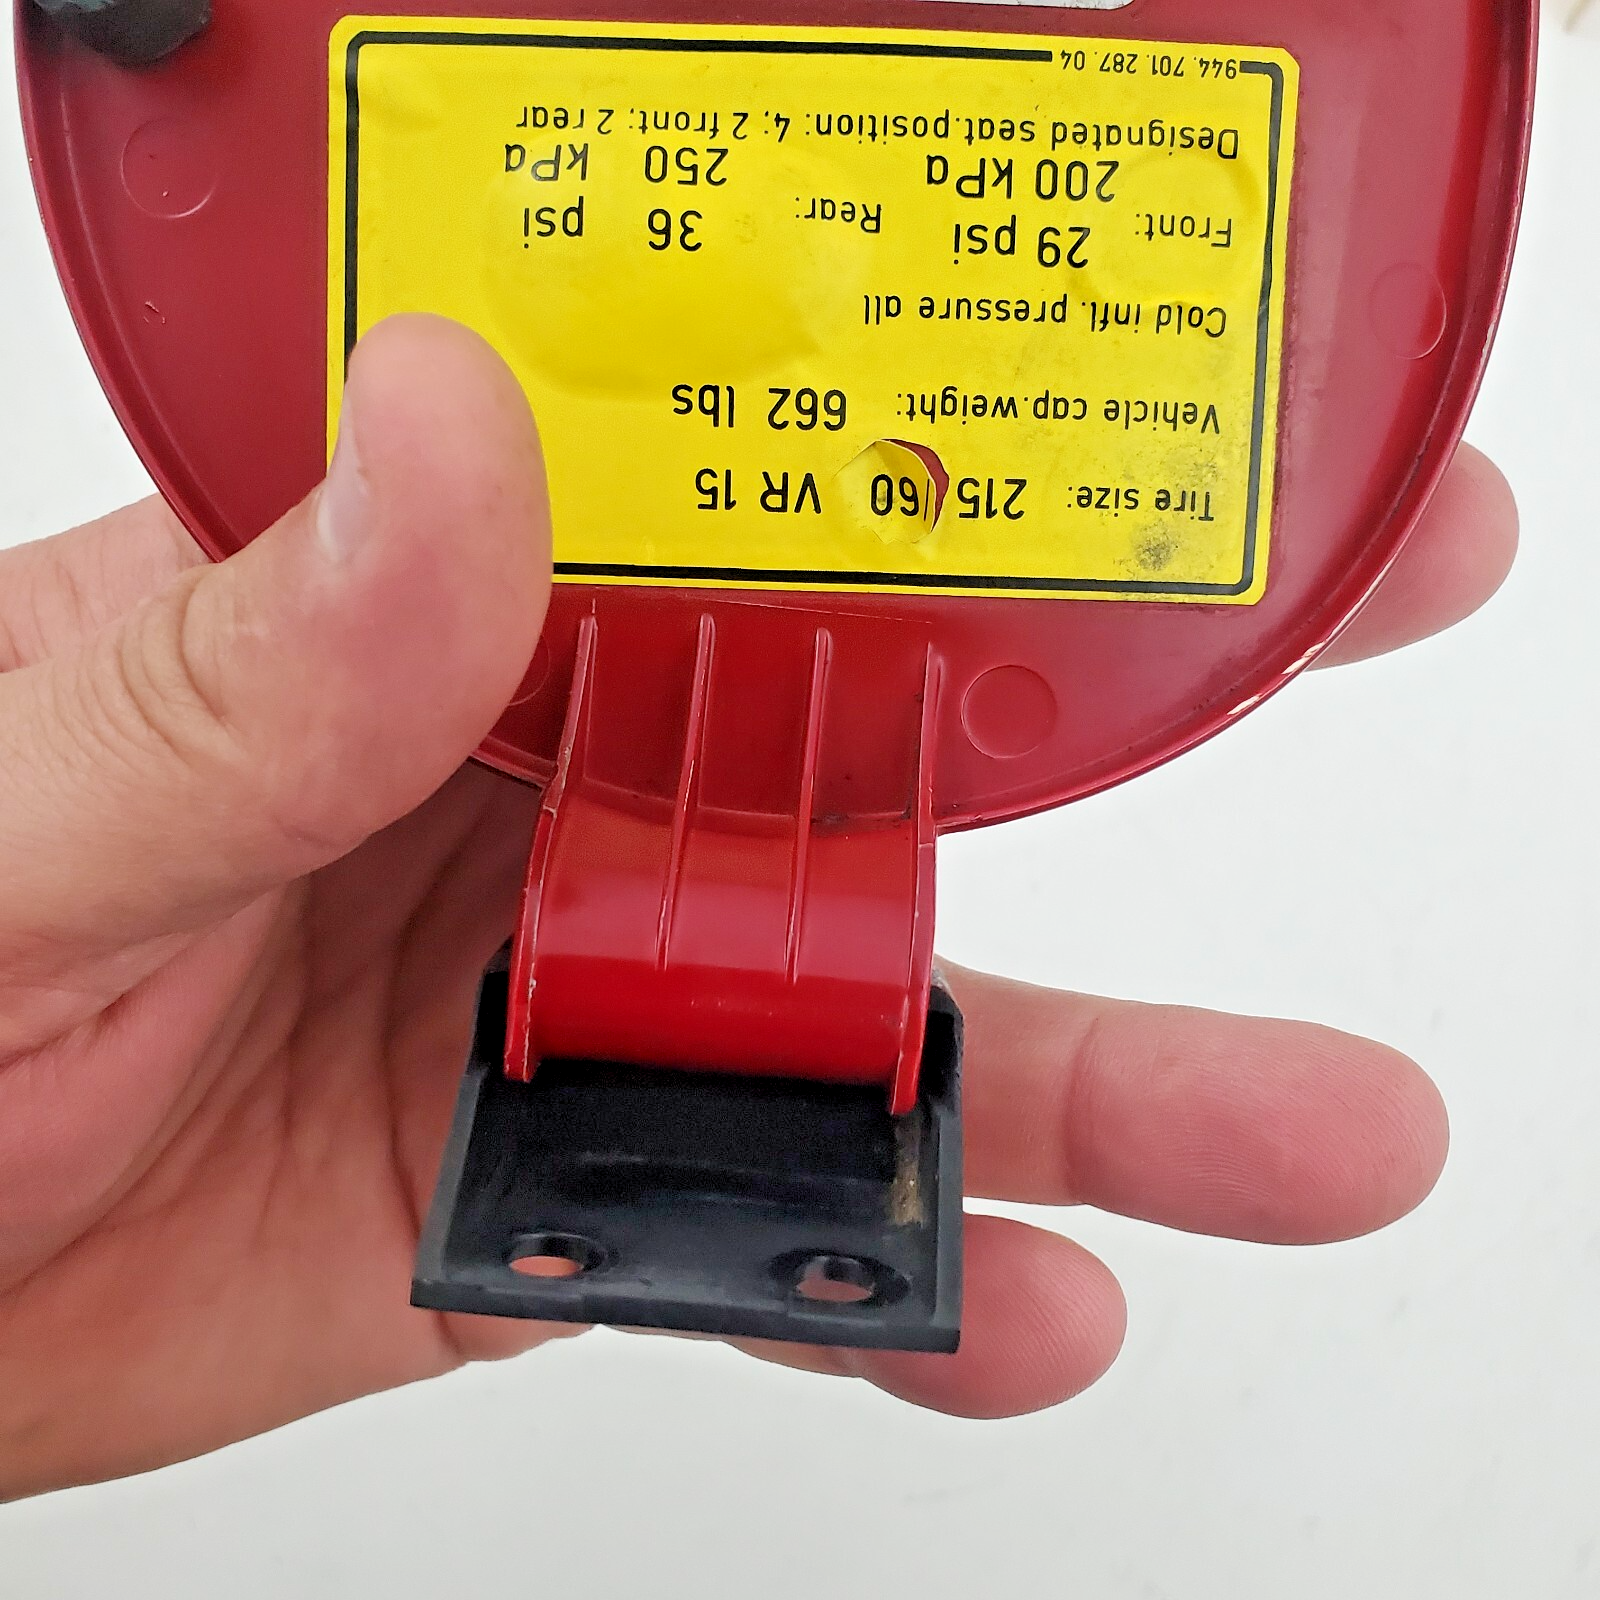 Tire size: 215/60 VR 15
Vehicle cap.weight: 662 lbs
Cold infl. pressure all
Front: 29 psi Rear: 36 psi
200 kPa 250 kPa
Designated seat.position: 4; 2 front; 2 rear
944. 701. 287. 04